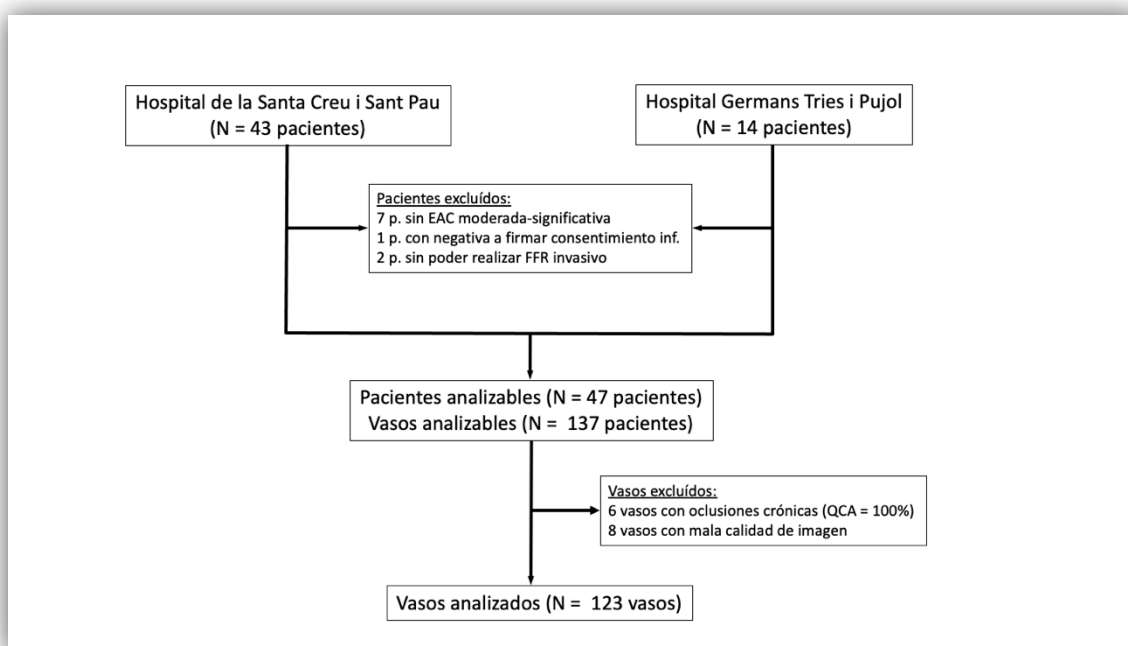 Hospital de la Santa Creu i Sant Pau
(N = 43 pacientes)
Hospital Germans Tries i Pujol
(N = 14 pacientes)
Pacientes excluídos:
7 p. sin EAC moderada-significativa
1 p. con negativa a firmar consentimiento inf.
2 p. sin poder realizar FFR invasivo
Pacientes analizables (N = 47 pacientes)
Vasos analizables (N = 137 pacientes)
Vasos excluídos:
6 vasos con oclusiones crónicas (QCA = 100%)
8 vasos con mala calidad de imagen
Vasos analizados (N = 123 vasos)